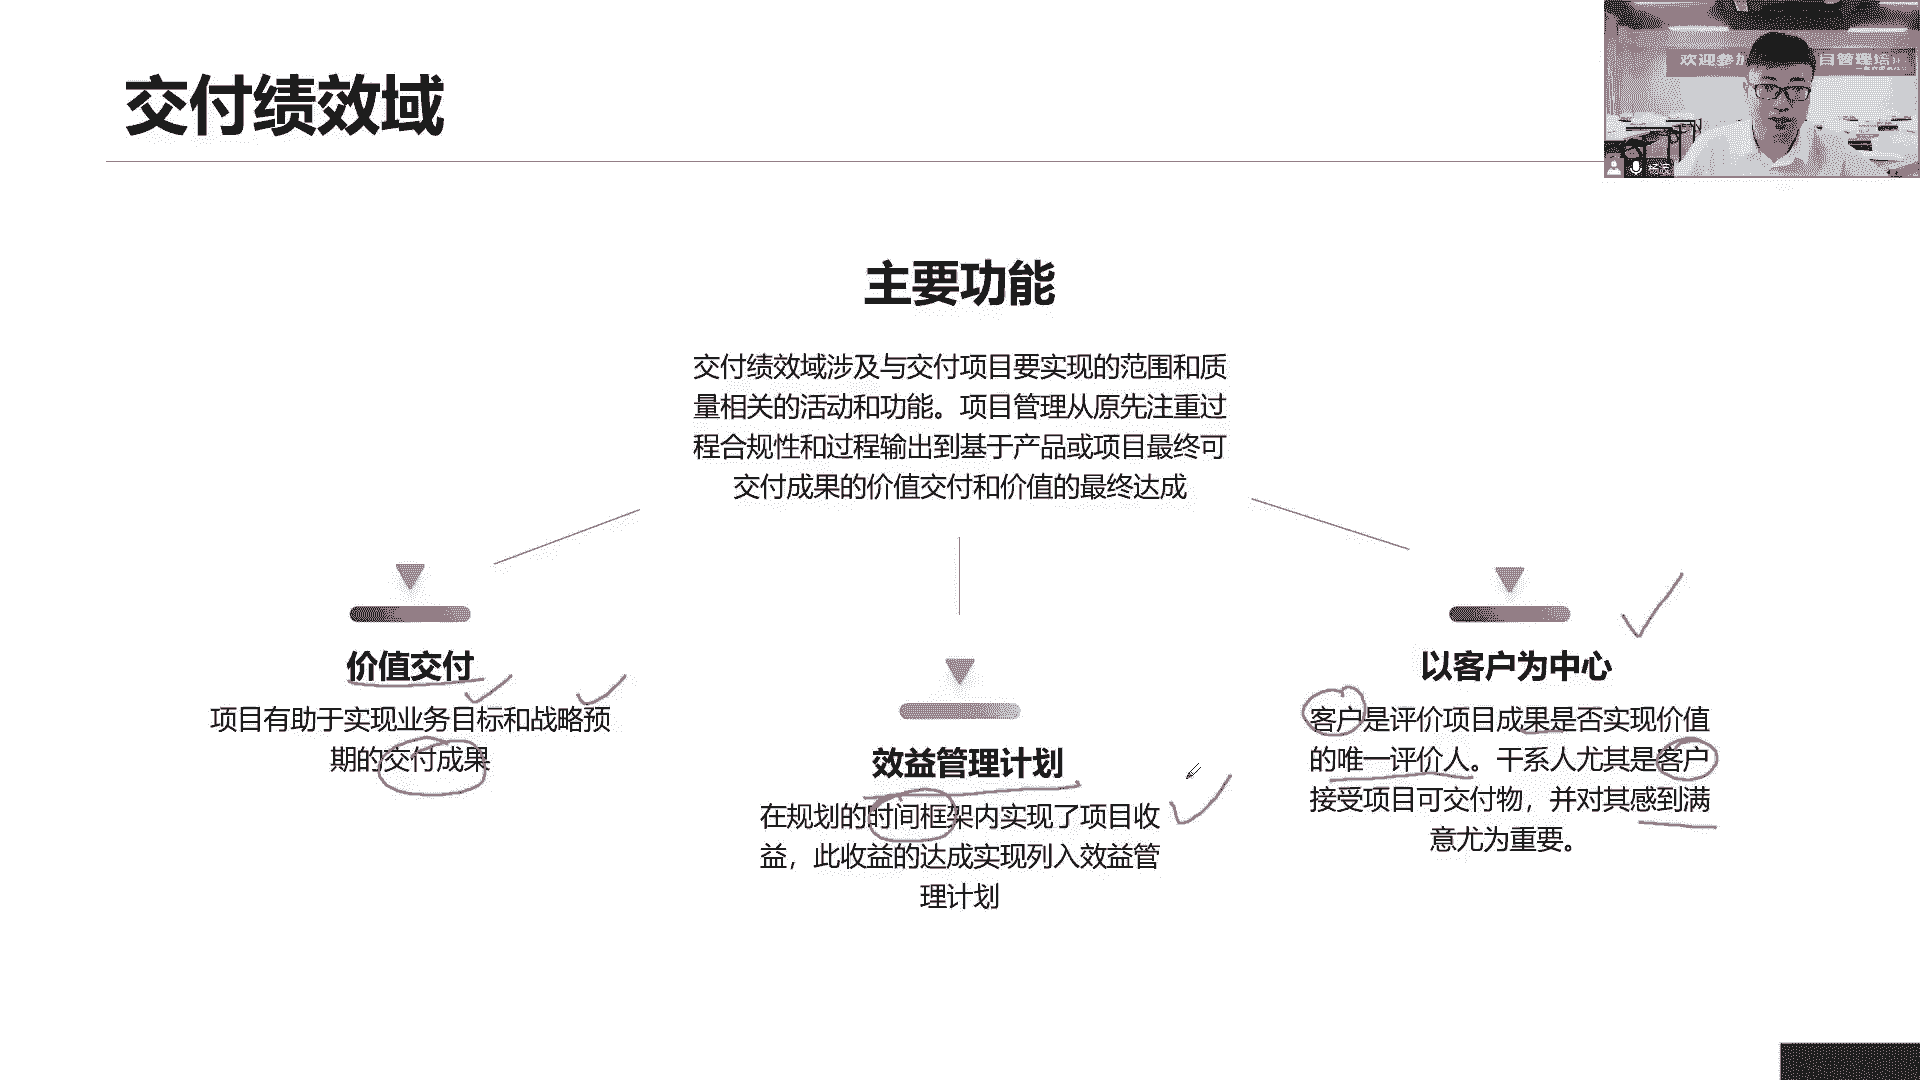 交付绩效域
欢迎参加
目管理培训
杨波
主要功能
交付绩效域涉及与交付项目要实现的范围和质
量相关的活动和功能。项目管理从原先注重过
程合规性和过程输出到基于产品或项目最终可
交付成果的价值交付和价值的最终达成
价值交付
项目有助于实现业务目标和战略预
期的交付成果
效益管理计划
在规划的时间框架内实现了项目收
益，此收益的达成实现列入效益管
理计划
以客户为中心
客户是评价项目成果是否实现价值
的唯一评价人。干系人尤其是客户
接受项目可交付物，并对其感到满
意尤为重要。